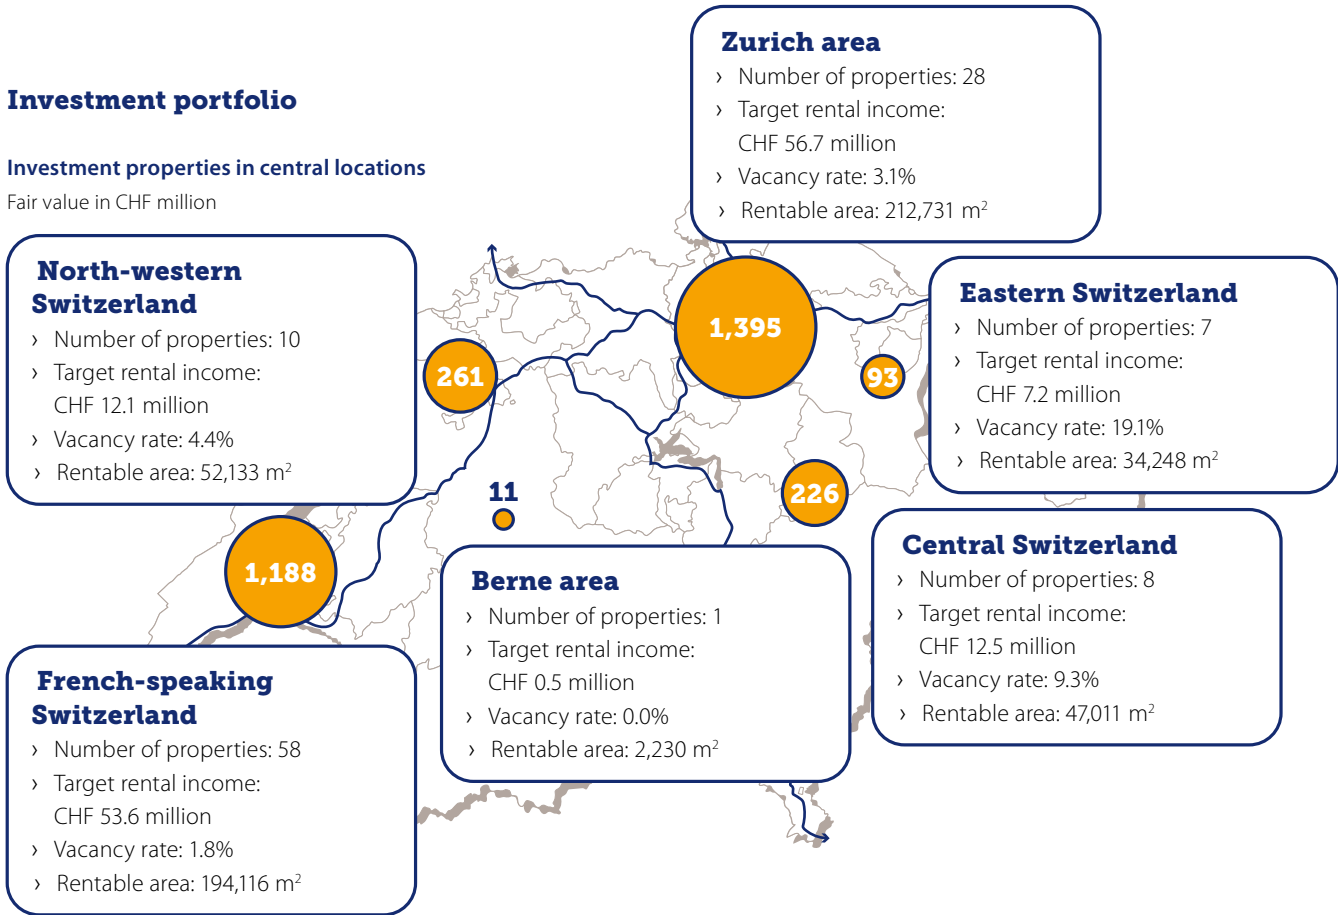 Investment portfolio
Investment properties in central locations
Fair value in CHF million
Zurich area
› Number of properties: 28
› Target rental income:
CHF 56.7 million
› Vacancy rate: 3.1%
› Rentable area: 212,731 m²
North-western
Switzerland
› Number of properties: 10
› Target rental income:
CHF 12.1 million
› Vacancy rate: 4.4%
› Rentable area: 52,133 m²
1,395
261
93
Eastern Switzerland
› Number of properties: 7
› Target rental income:
CHF 7.2 million
› Vacancy rate: 19.1%
› Rentable area: 34,248 m²
11
226
1,188
Central Switzerland
› Number of properties: 8
› Target rental income:
CHF 12.5 million
› Vacancy rate: 9.3%
› Rentable area: 47,011 m²
Berne area
› Number of properties: 1
› Target rental income:
CHF 0.5 million
› Vacancy rate: 0.0%
› Rentable area: 2,230 m²
French-speaking
Switzerland
› Number of properties: 58
› Target rental income:
CHF 53.6 million
› Vacancy rate: 1.8%
› Rentable area: 194,116 m²